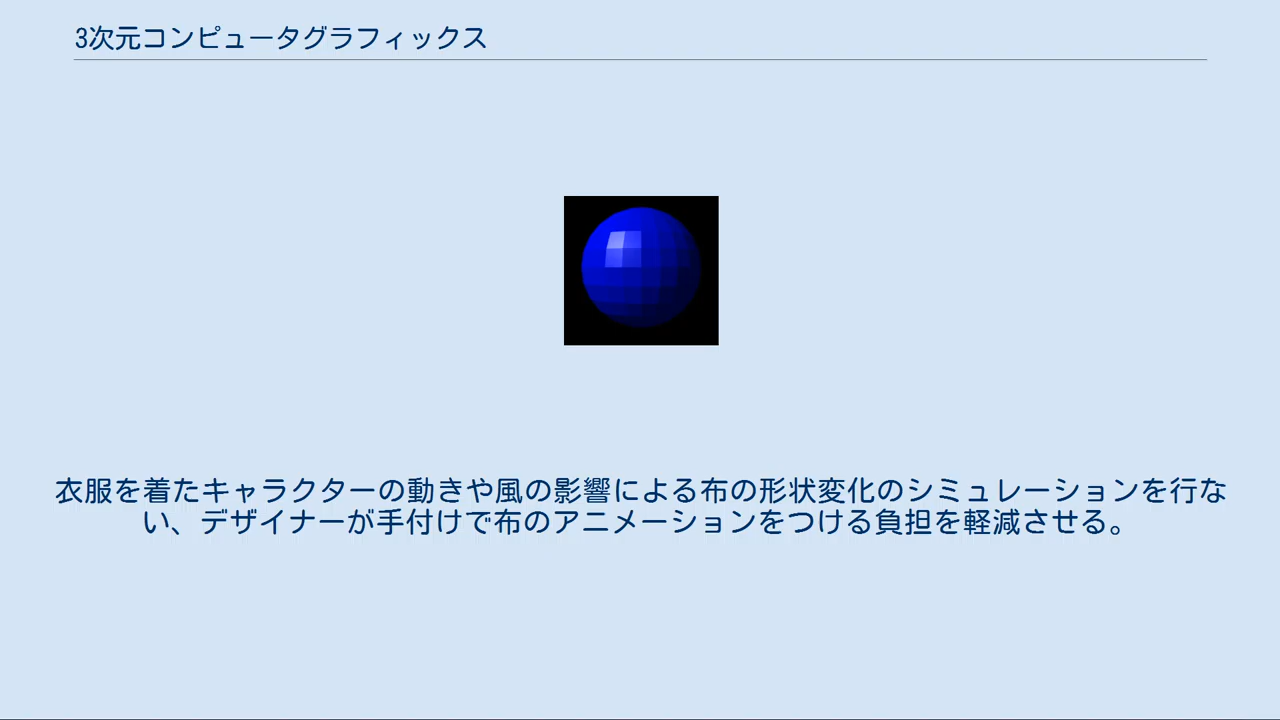 3次元コンピュータグラフィックス
衣服を着たキャラクターの動きや風の影響による布の形状変化のシミュレーションを行な
い、デザイナーが手付けで布のアニメーションをつける負担を軽減させる。